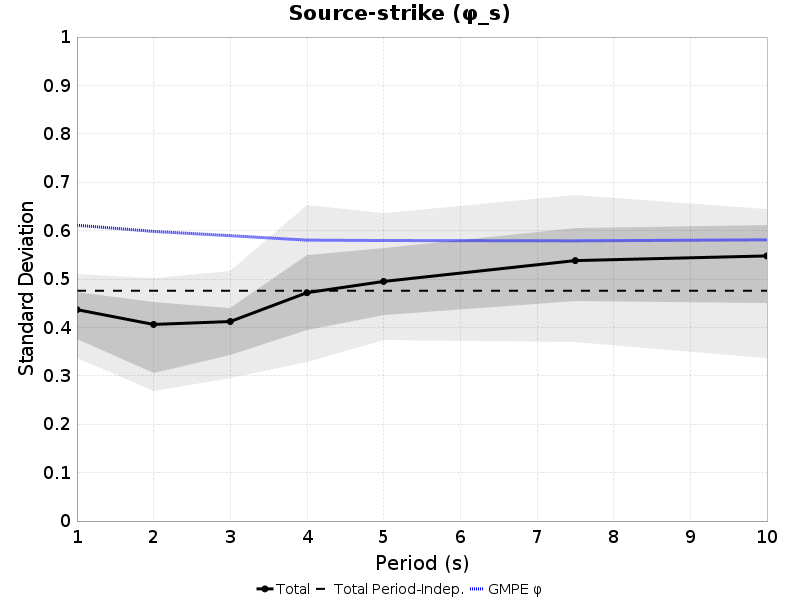 Source-strike (φ_s)
1
0.9
0.8
0.7
0.6
0.5
0.4
0.3
0.2
0.1
0
Standard Deviation
1 2 3 4 5 6 7 8 9 10
Period (s)
Total Total Period-Indep. GMPE φ